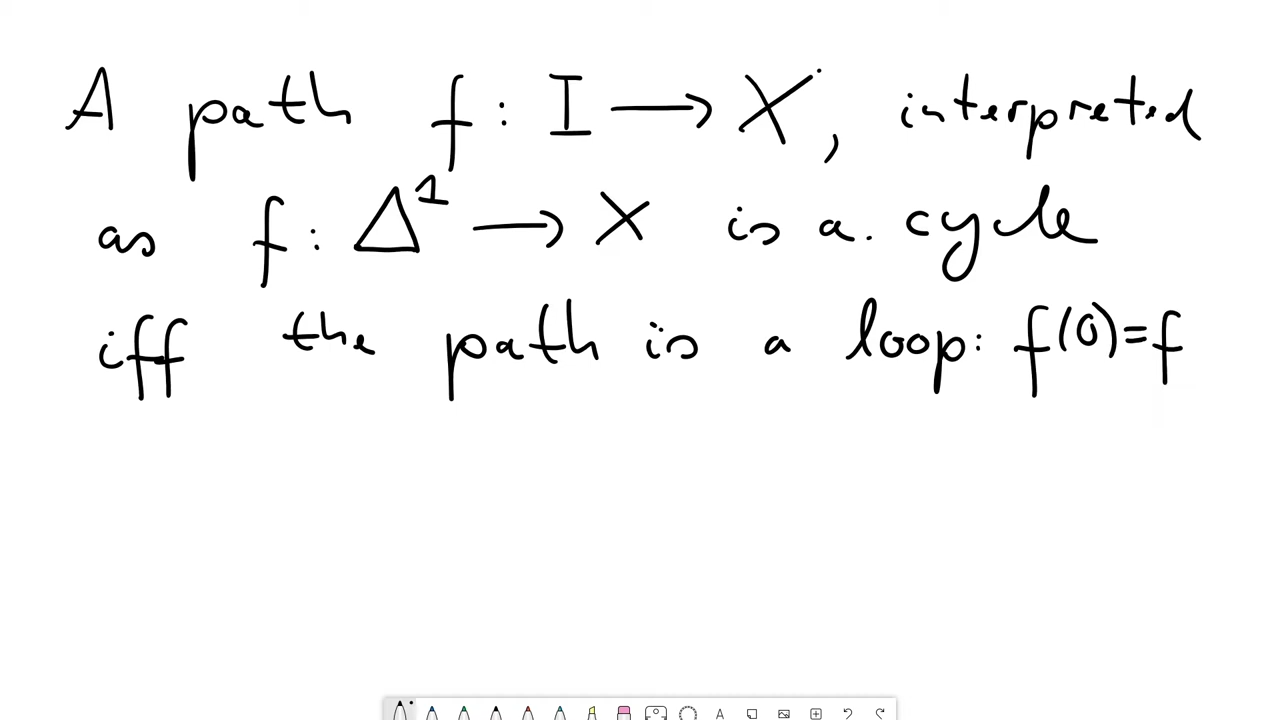 A path f : I ⟶ X, interpreted
as f : Δ¹ ⟶ X is a. cycle
iff the path is a loop: f(0)=f